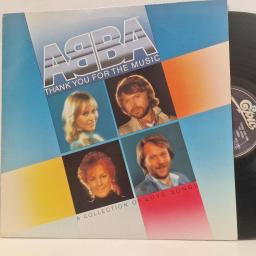 ABBA
THANK YOU FOR THE MUSIC
A COLLECTION OF LOVE SONGS
Epic